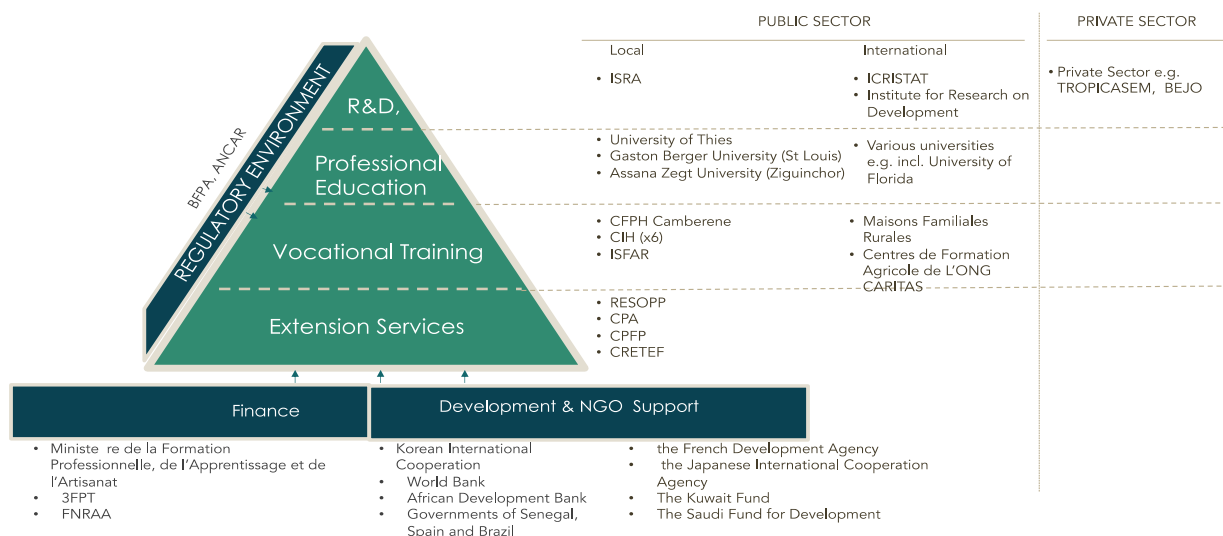 PUBLIC SECTOR
PRIVATE SECTOR
Local
International
• ISRA
• ICRISTAT
• Institute for Research on
Development
• Private Sector e.g.
TROPICASEM, BEJO
REGULATORY ENVIRONMENT
BFPA, ANCAR
R&D,
Professional
Education
• University of Thies
• Gaston Berger University (St Louis)
• Assana Zegt University (Ziguinchor)
• Various universities
e.g. incl. University of
Florida
Vocational Training
• CFPH Camberene
• CIH (x6)
• ISFAR
• Maisons Familiales
Rurales
• Centres de Formation
Agricole de L’ONG
CARITAS
Extension Services
• RESOPP
• CPA
• CPFP
• CRETEF
Finance
Development & NGO Support
• Ministe re de la Formation
Professionnelle, de l’Apprentissage et de
l’Artisanat
• 3FPT
• FNRAA
• Korean International
Cooperation
• World Bank
• African Development Bank
• Governments of Senegal,
Spain and Brazil
• the French Development Agency
• the Japanese International Cooperation
Agency
• The Kuwait Fund
• The Saudi Fund for Development